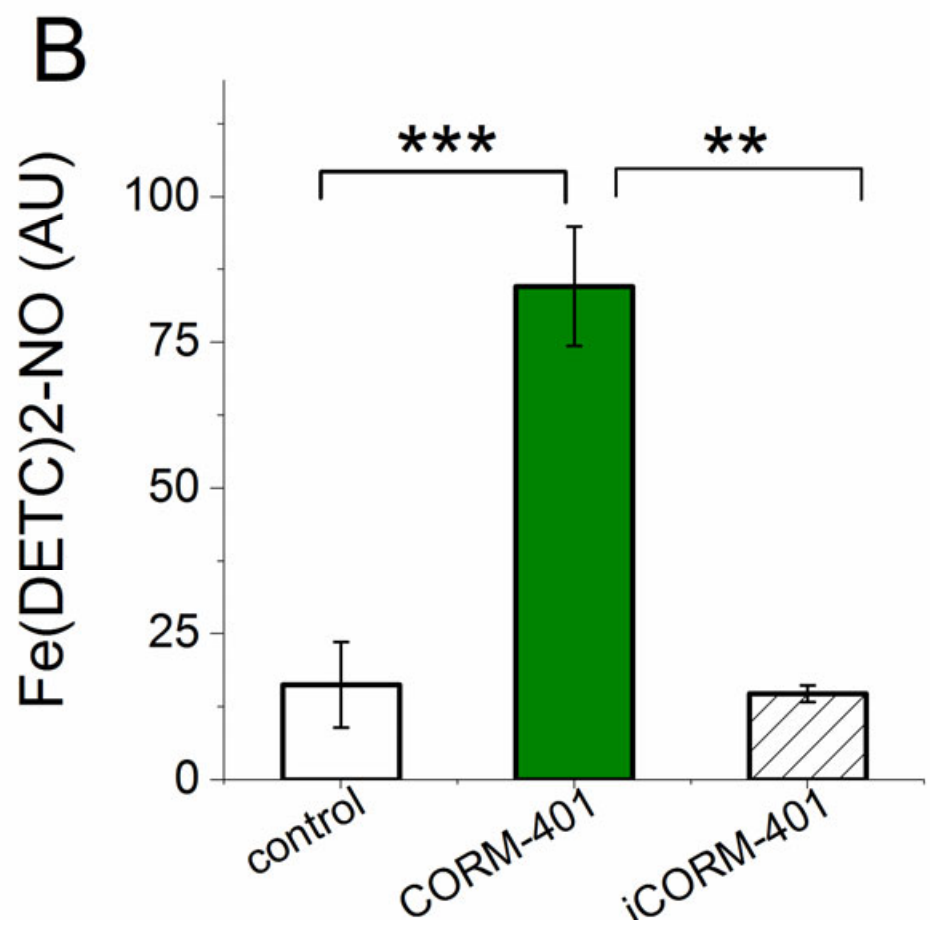 B
Fe(DETC)2-NO (AU)
***
**
100
75
50
25
0
control
CORM-401
iCORM-401